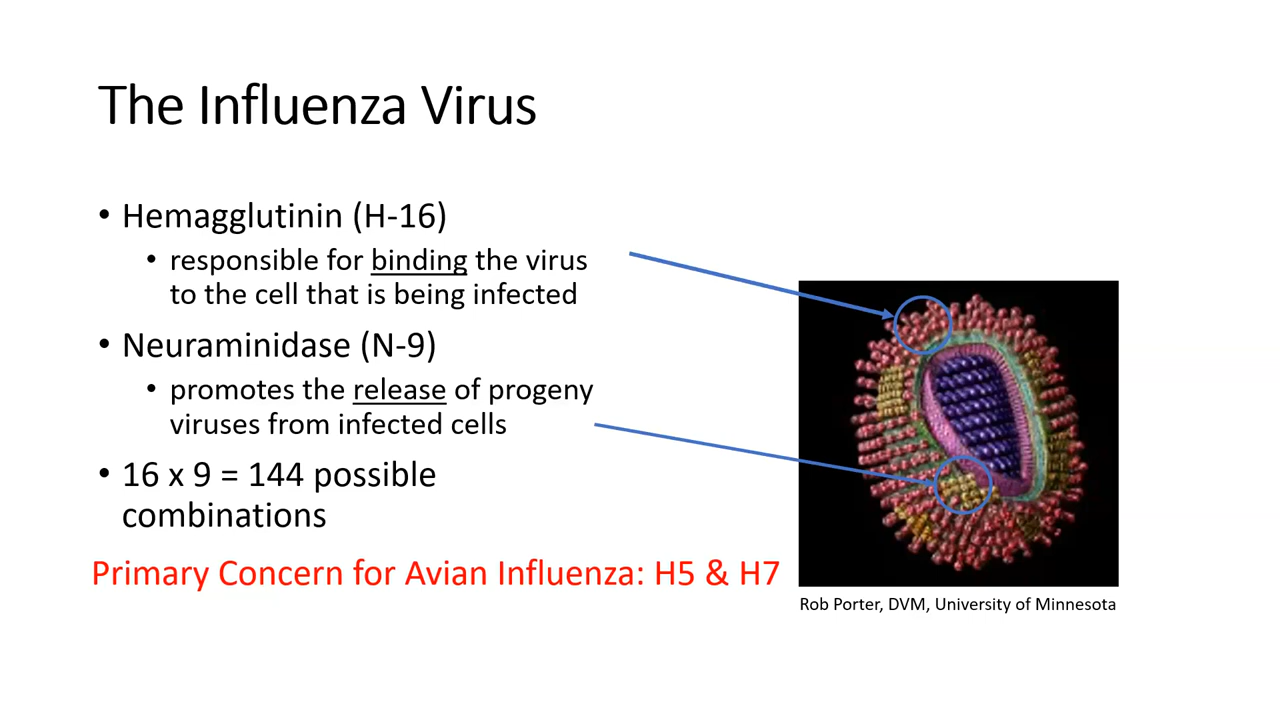 The Influenza Virus
• Hemagglutinin (H-16)
• responsible for binding the virus
to the cell that is being infected
• Neuraminidase (N-9)
• promotes the release of progeny
viruses from infected cells
• 16 x 9 = 144 possible
combinations
Primary Concern for Avian Influenza: H5 & H7
Rob Porter, DVM, University of Minnesota